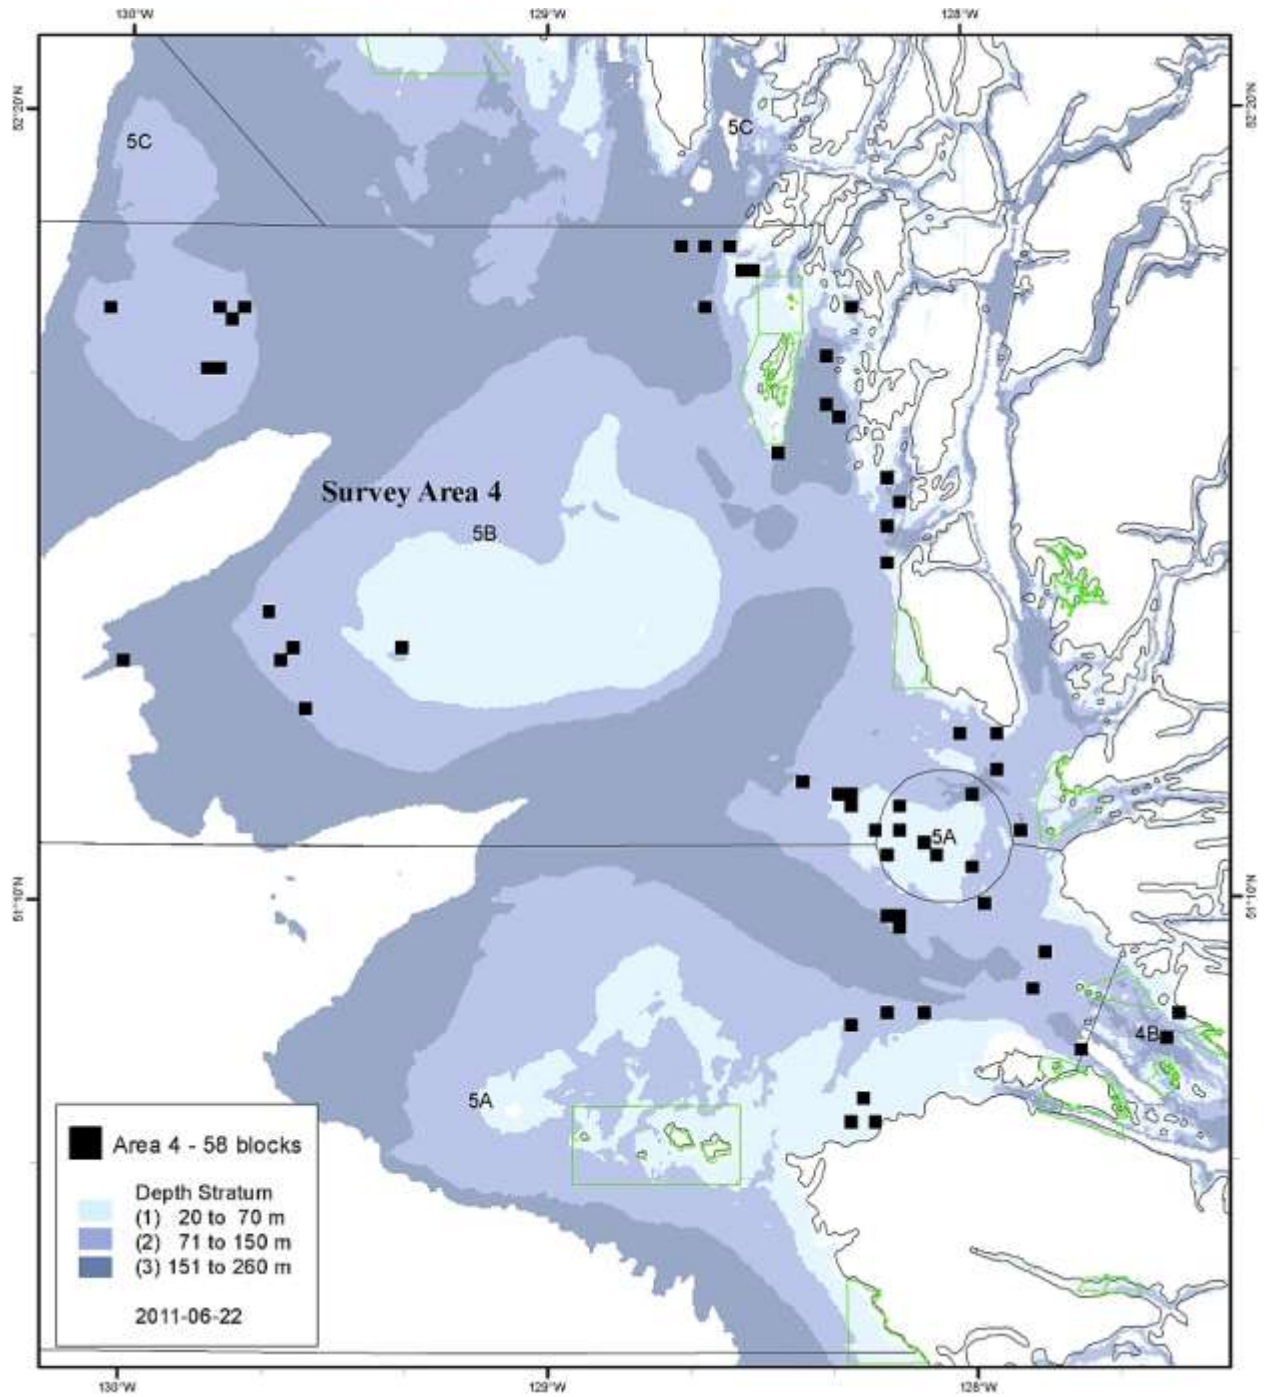 130°W 129°W 128°W
52°20'N 52°20'N
5C 5C
Survey Area 4
5B
5A
51°10'N 51°10'N
4B
5A
Area 4 - 58 blocks
Depth Stratum
(1) 20 to 70 m
(2) 71 to 150 m
(3) 151 to 260 m
2011-06-22
130°W 129°W 128°W